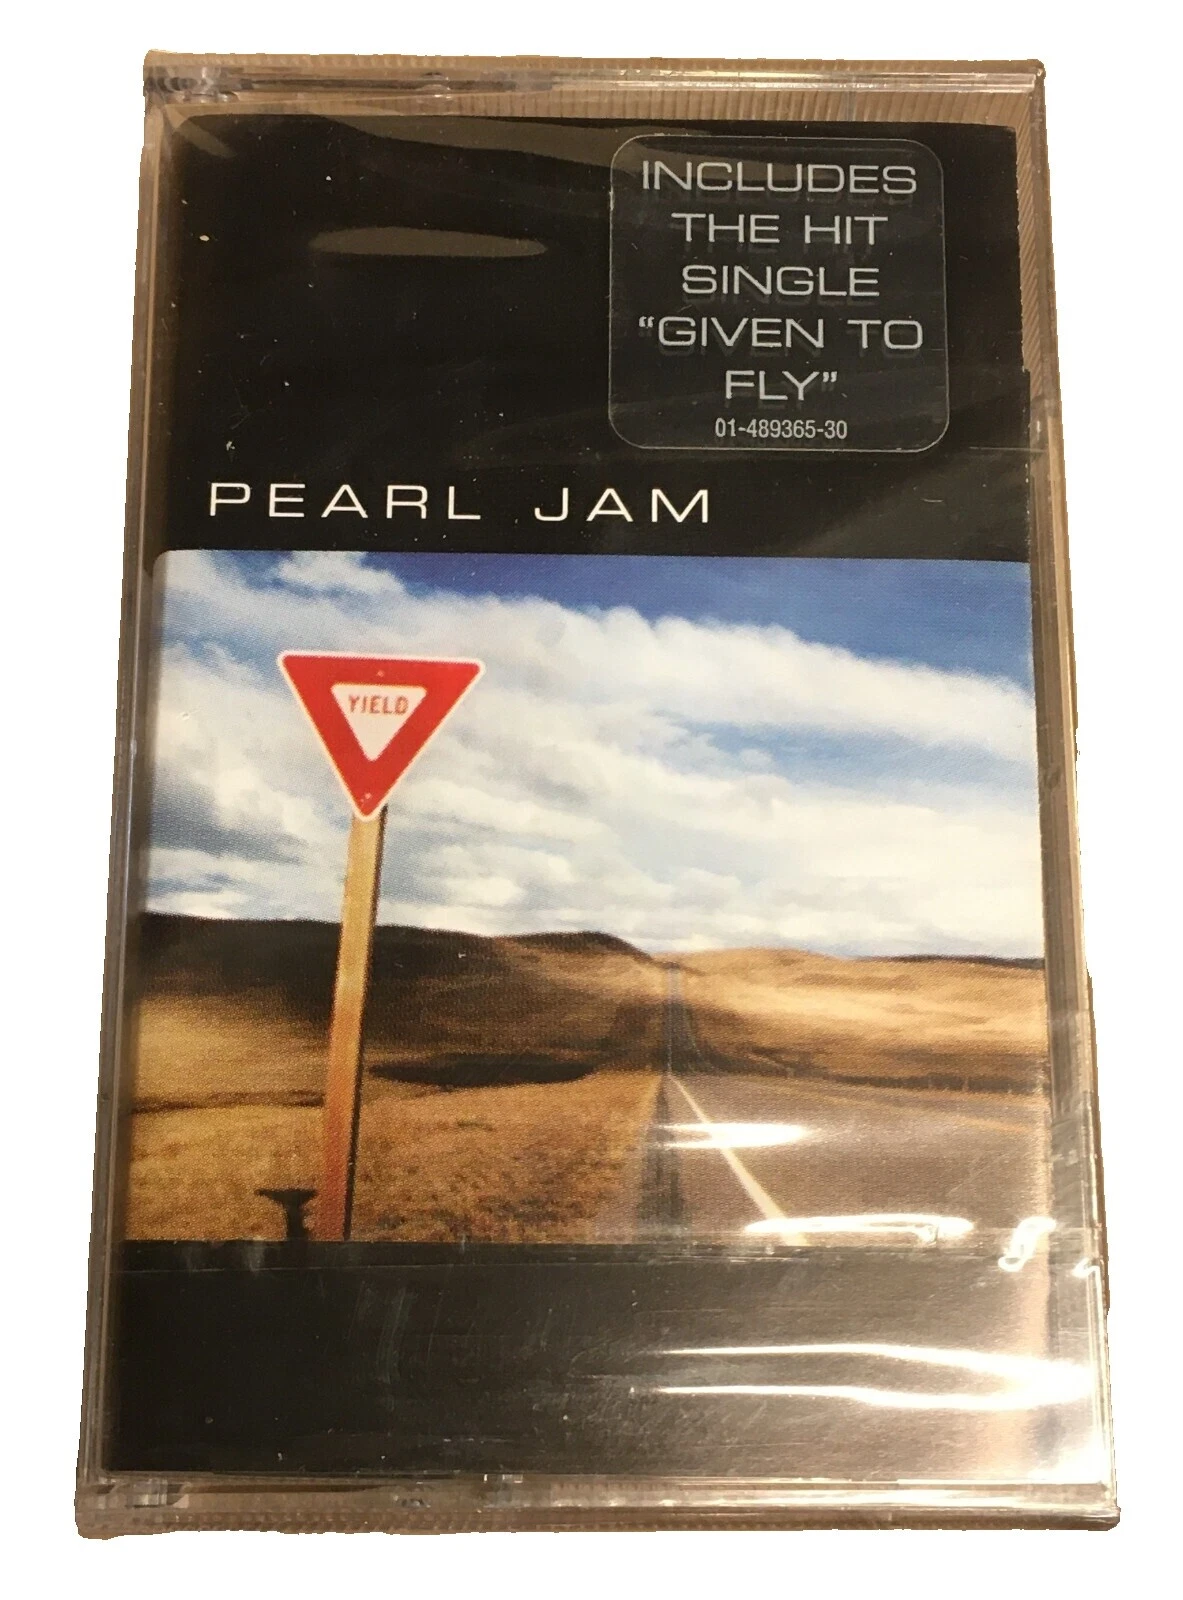 INCLUDES
THE HIT
SINGLE
“GIVEN TO
FLY”
01-489365-30
PEARL JAM
YIELD